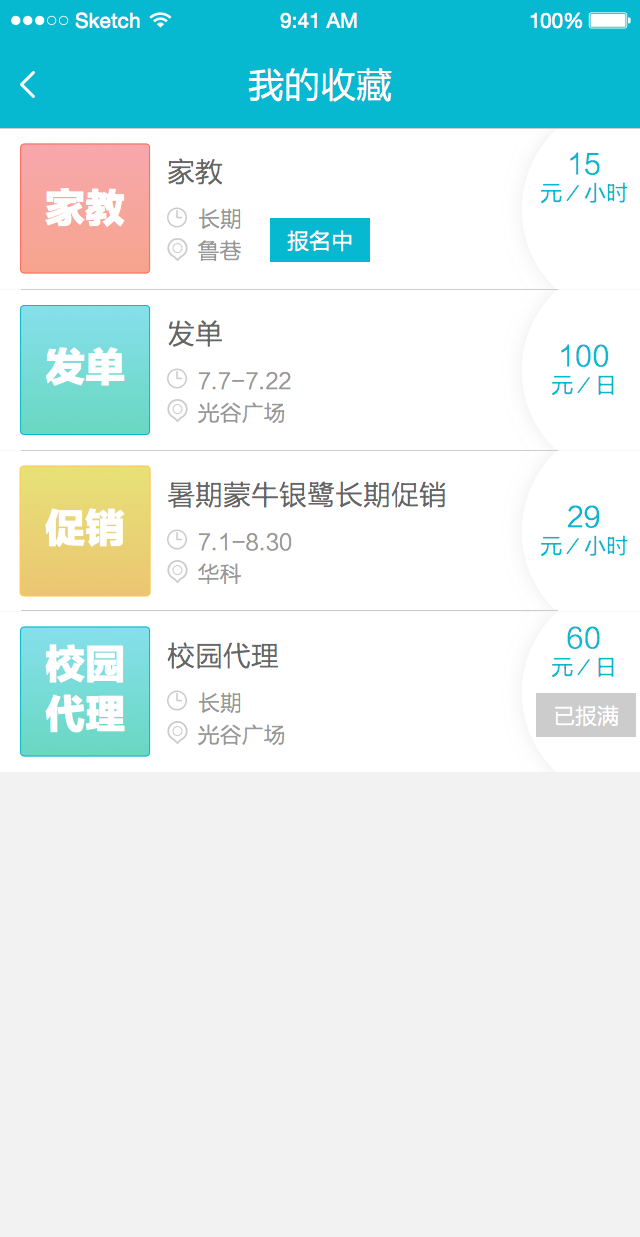 Sketch 9:41 AM 100%
我的收藏
家教
家教
长期
鲁巷
报名中
15
元／小时
发单
发单
7.7-7.22
光谷广场
100
元／日
促销
暑期蒙牛银鹭长期促销
7.1-8.30
华科
29
元／小时
校园
代理
校园代理
长期
光谷广场
60
元／日
已报满